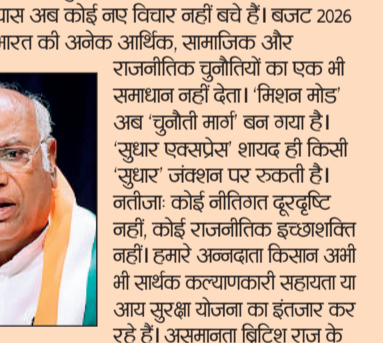 पास अब कोई नए विचार नहीं बचे हैं। बजट 2026
भारत की अनेक आर्थिक, सामाजिक और
राजनीतिक चुनौतियों का एक भी
समाधान नहीं देता। ‘मिशन मोड’
अब ‘चुनौती मार्ग’ बन गया है।
‘सुधार एक्सप्रेस’ शायद ही किसी
‘सुधार’ जंक्शन पर रुकती है।
नतीजाः कोई नीतिगत दूरदृष्टि
नहीं, कोई राजनीतिक इच्छाशक्ति
नहीं। हमारे अन्नदाता किसान अभी
भी सार्थक कल्याणकारी सहायता या
आय सुरक्षा योजना का इंतजार कर
रहे हैं। असमानता ब्रिटिश राज के